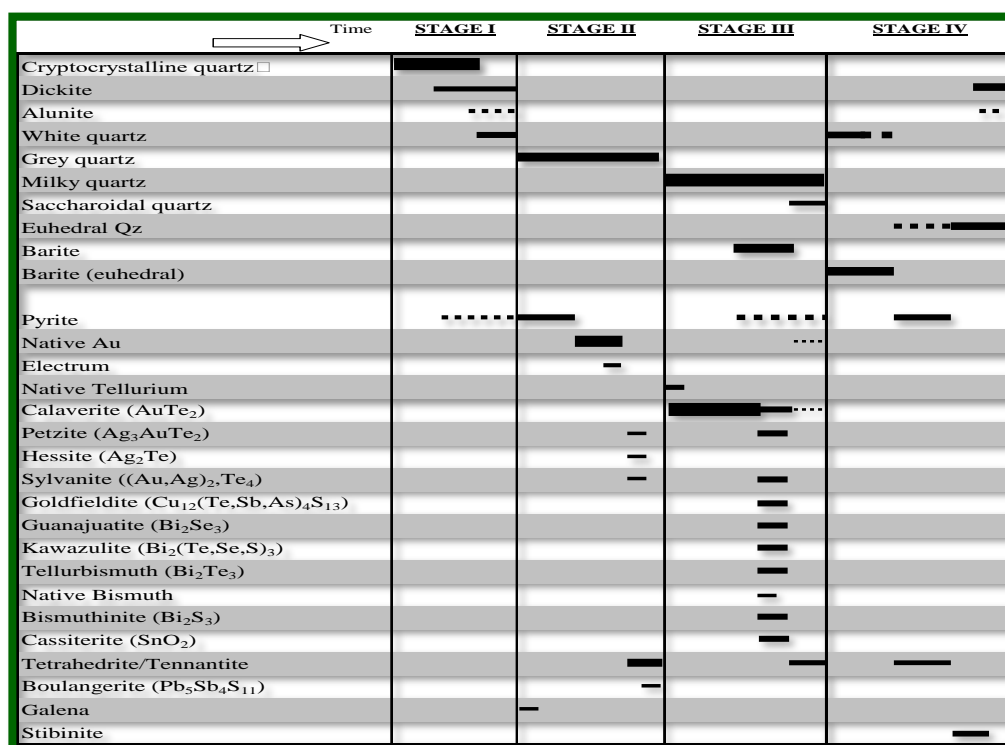 Time STAGE I STAGE II STAGE III STAGE IV
Cryptocrystalline quartz□
Dickite
Alunite
White quartz
Grey quartz
Milky quartz
Saccharoidal quartz
Euhedral Qz
Barite
Barite (euhedral)
Pyrite
Native Au
Electrum
Native Tellurium
Calaverite (AuTe₂)
Petzite (Ag₃AuTe₂)
Hessite (Ag₂Te)
Sylvanite ((Au,Ag)₂,Te₄)
Goldfieldite (Cu₁₂(Te,Sb,As)₄S₁₃)
Guanajuatite (Bi₂Se₃)
Kawazulite (Bi₂(Te,Se,S)₃)
Tellurbismuth (Bi₂Te₃)
Native Bismuth
Bismuthinite (Bi₂S₃)
Cassiterite (SnO₂)
Tetrahedrite/Tennantite
Boulangerite (Pb₅Sb₄S₁₁)
Galena
Stibinite